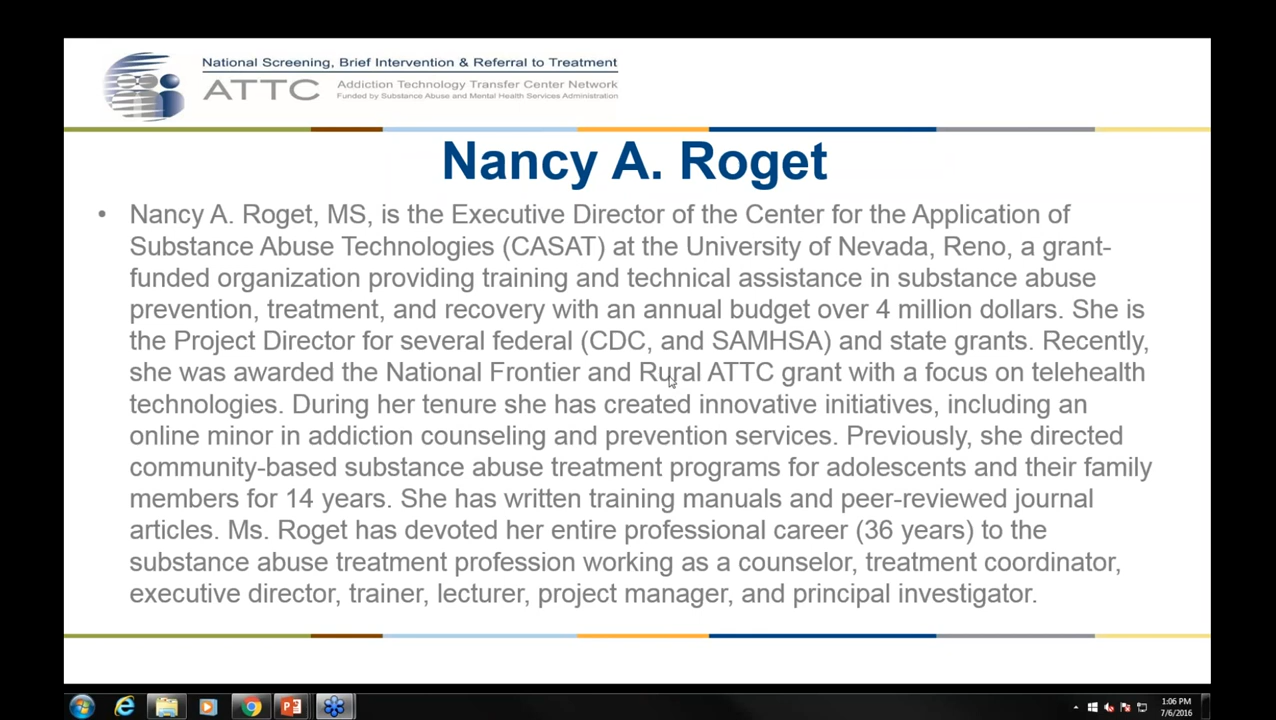 National Screening, Brief Intervention & Referral to Treatment
ATTC Addiction Technology Transfer Center Network
Funded by Substance Abuse and Mental Health Services Administration
Nancy A. Roget
• Nancy A. Roget, MS, is the Executive Director of the Center for the Application of
Substance Abuse Technologies (CASAT) at the University of Nevada, Reno, a grant-
funded organization providing training and technical assistance in substance abuse
prevention, treatment, and recovery with an annual budget over 4 million dollars. She is
the Project Director for several federal (CDC, and SAMHSA) and state grants. Recently,
she was awarded the National Frontier and Rural ATTC grant with a focus on telehealth
technologies. During her tenure she has created innovative initiatives, including an
online minor in addiction counseling and prevention services. Previously, she directed
community-based substance abuse treatment programs for adolescents and their family
members for 14 years. She has written training manuals and peer-reviewed journal
articles. Ms. Roget has devoted her entire professional career (36 years) to the
substance abuse treatment profession working as a counselor, treatment coordinator,
executive director, trainer, lecturer, project manager, and principal investigator.
1:06 PM
7/6/2016